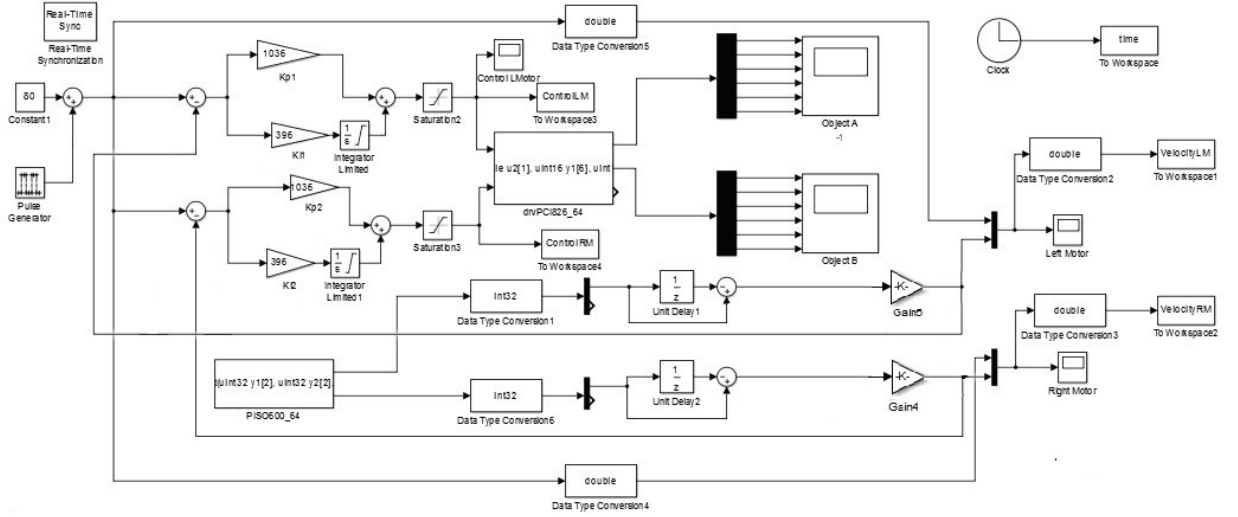 Real-Time
Sync
Real-Time
Synchronization
double
Data Type Conversion5
Clock
time
To Workspace
1036
Kp1
Control LMotor
80
Constant1
Saturation2
ControlLM
To Workspace3
Object A
-1
396
KI1
1
s
Integrator
Limited
le u2[1], uint16 y1[6], uint
drvPCI826_64
double
Data Type Conversion2
VelocityLM
To Workspace1
Pulse
Generator
1036
Kp2
Saturation3
ControlRM
To Workspace4
Object B
Left Motor
396
KI2
1
s
Integrator
Limited1
Int32
Data Type Conversion1
1
z
Unit Delay1
-K-
Gain5
double
Data Type Conversion3
VelocityRM
To Workspace2
(uint32 y1[2], uint32 y2[2],
PISO600_64
Int32
Data Type Conversion6
1
z
Unit Delay2
-K-
Gain4
Right Motor
double
Data Type Conversion4